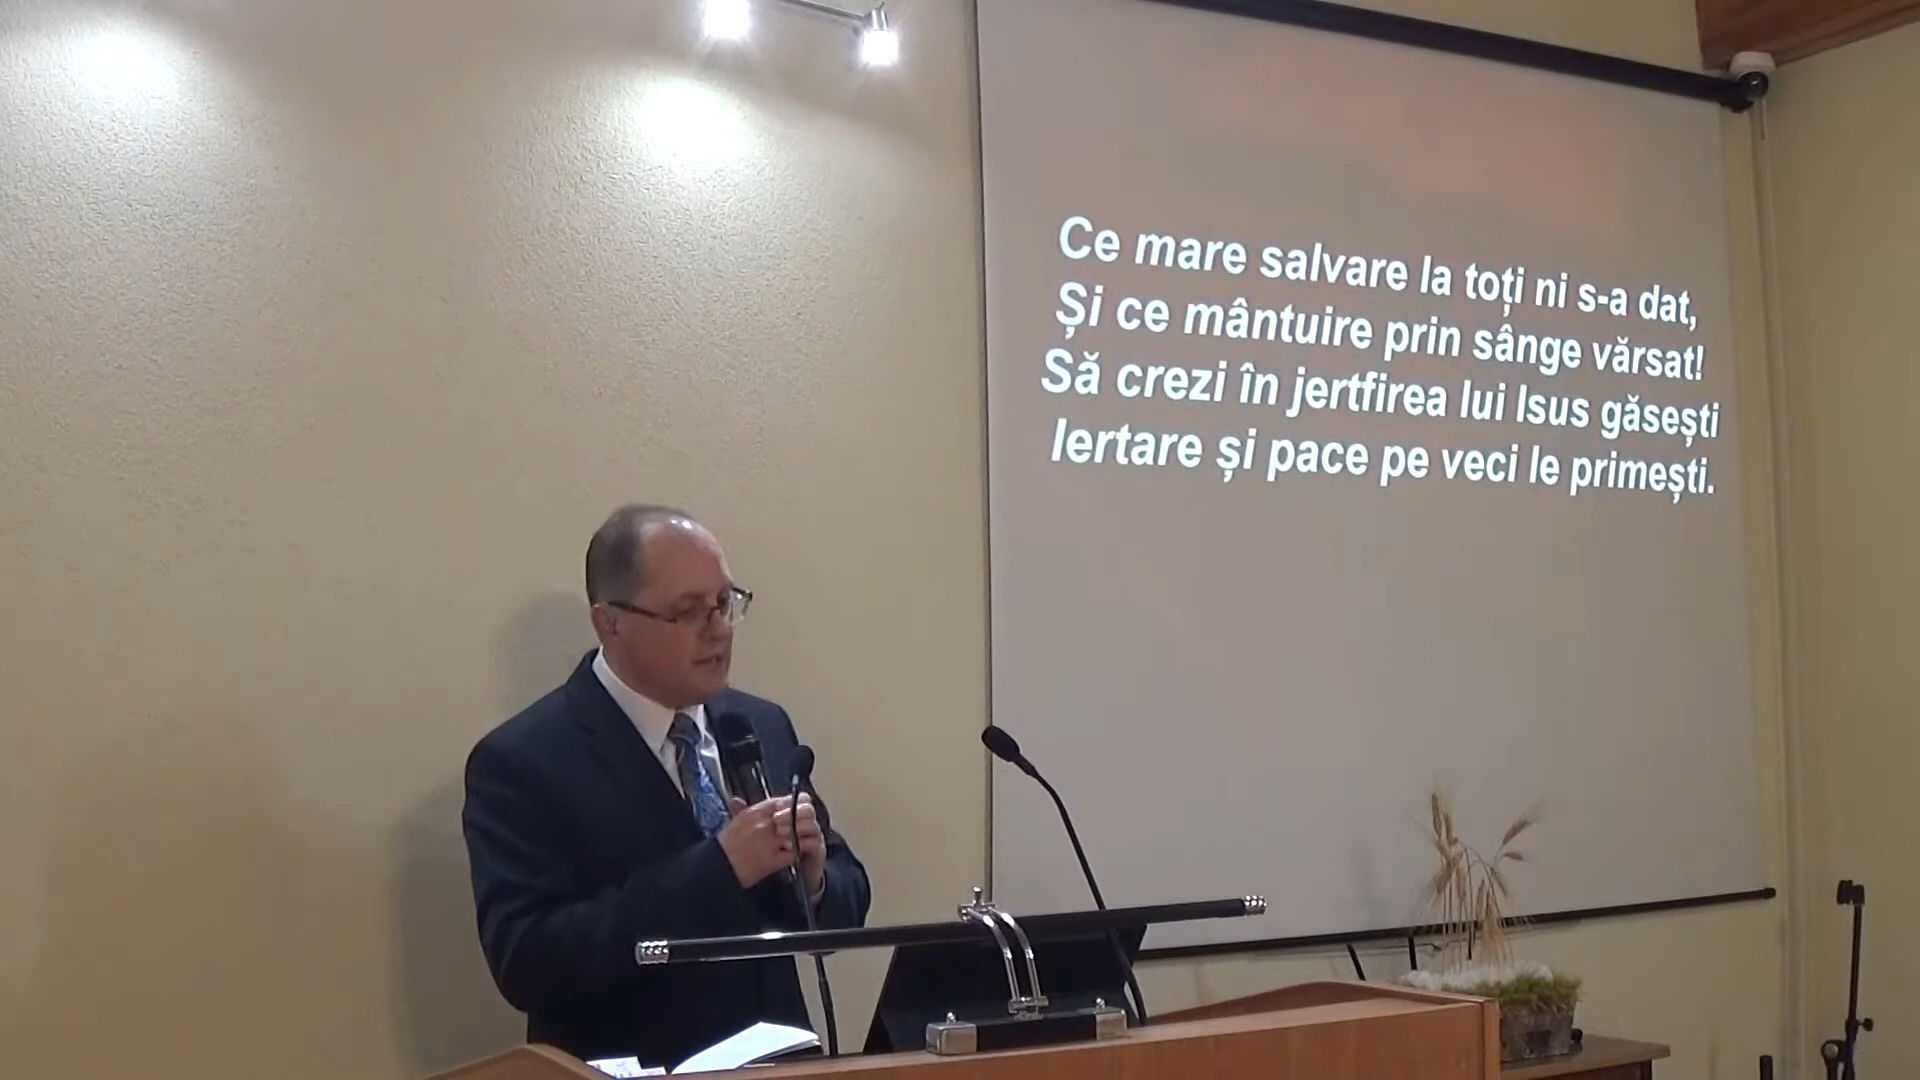 Ce mare salvare la toți ni s-a dat,
Și ce mântuire prin sânge vărsat!
Să crezi în jertfirea lui Isus găsești
Iertare și pace pe veci le primești.